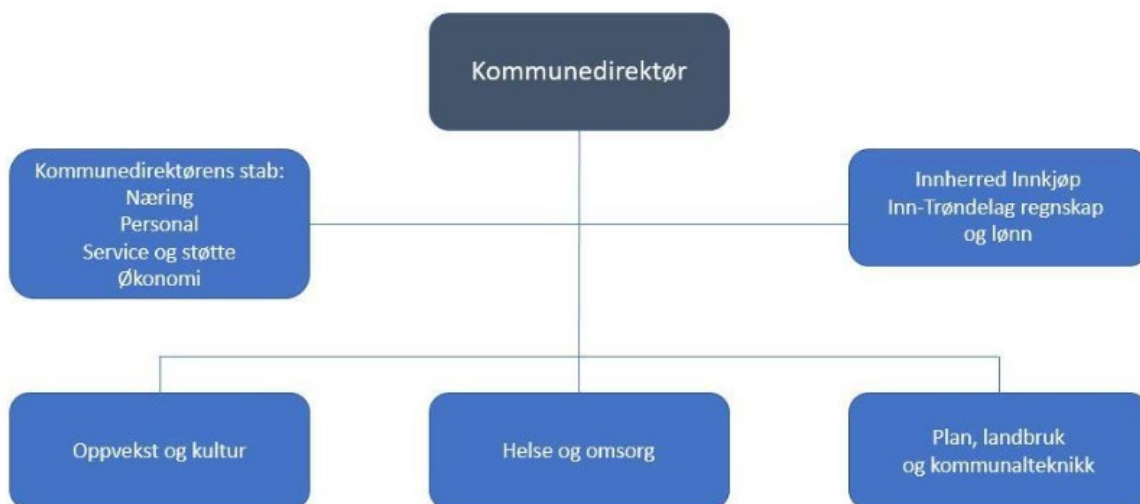 Kommunedirektør
Kommunedirektørens stab:
Næring
Personal
Service og støtte
Økonomi
Innherred Innkjøp
Inn-Trøndelag regnskap
og lønn
Oppvekst og kultur
Helse og omsorg
Plan, landbruk
og kommunalteknikk